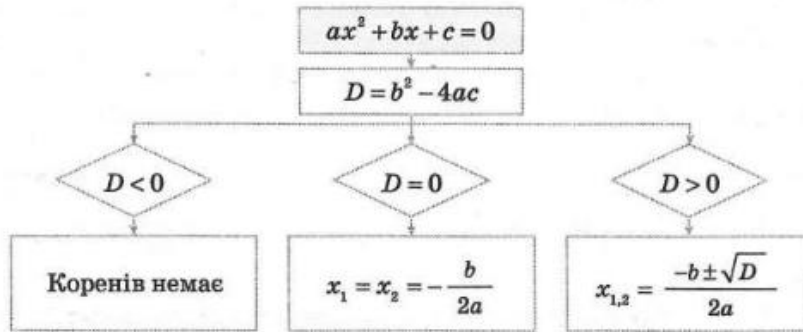 ax² + bx + c = 0
D = b² − 4ac
D < 0
D = 0
D > 0
Коренів немає
x₁ = x₂ = −b/2a
x₁,₂ = (−b ± √D)/2a